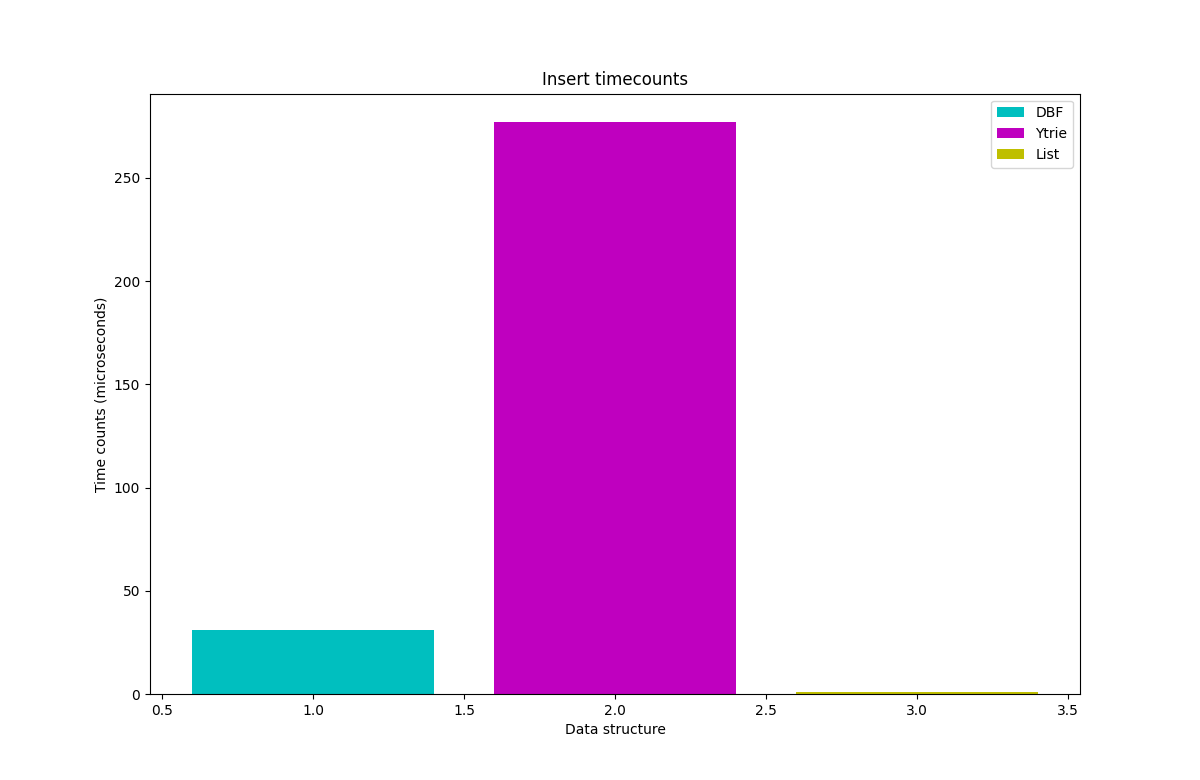 Insert timecounts
DBF
Ytrie
List
250
200
150
100
50
0
Time counts (microseconds)
0.5 1.0 1.5 2.0 2.5 3.0 3.5
Data structure